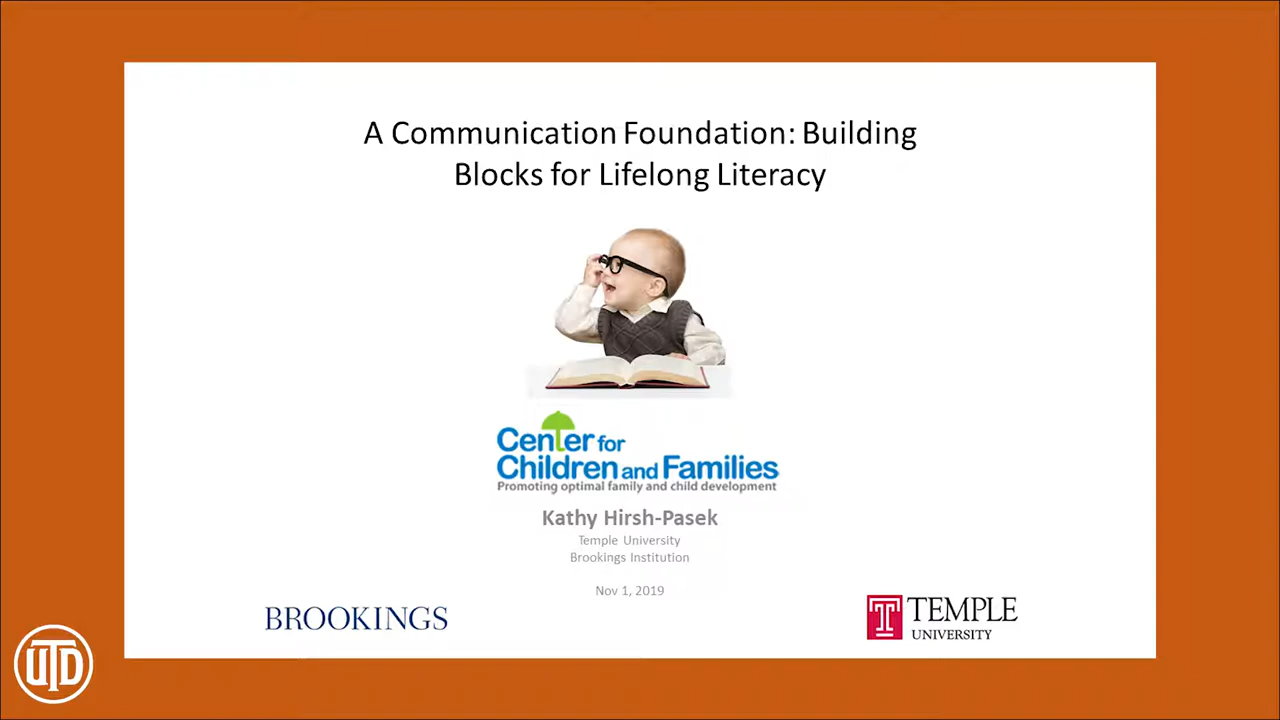 A Communication Foundation: Building
Blocks for Lifelong Literacy
Center for
Children and Families
Promoting optimal family and child development
Kathy Hirsh-Pasek
Temple University
Brookings Institution
Nov 1, 2019
BROOKINGS
T TEMPLE
UNIVERSITY
UTD